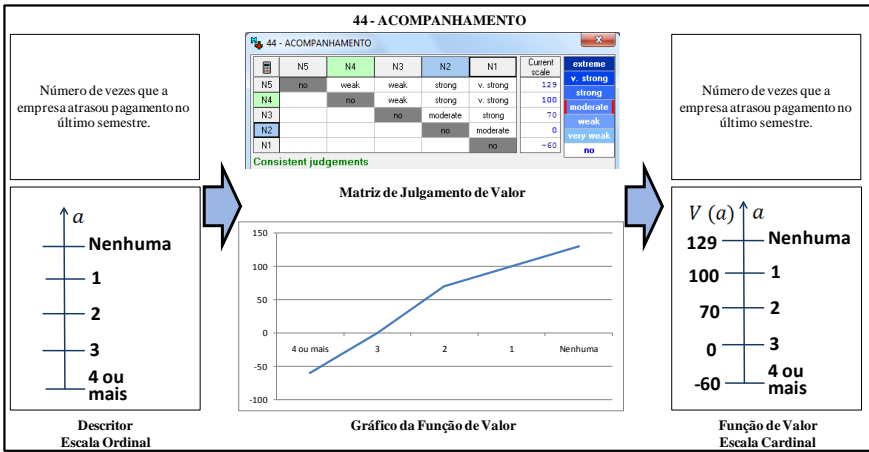 44 - ACOMPANHAMENTO
Número de vezes que a
empresa atrasou pagamento no
último semestre.
a
Nenhuma
1
2
3
4 ou
mais
Descritor
Escala Ordinal
44 - ACOMPANHAMENTO
N5 N4 N3 N2 N1 Current scale
N5 no weak weak strong v. strong 129
N4 no weak strong v. strong 100
N3 no moderate strong 70
N2 no moderate 0
N1 no -60
extreme
v. strong
strong
moderate
weak
very weak
no
Consistent judgements
Matriz de Julgamento de Valor
150
100
50
0
-50
-100
4 ou mais 3 2 1 Nenhuma
Gráfico da Função de Valor
Número de vezes que a
empresa atrasou pagamento no
último semestre.
V (a) a
129 Nenhuma
100 1
70 2
0 3
-60 4 ou
mais
Função de Valor
Escala Cardinal